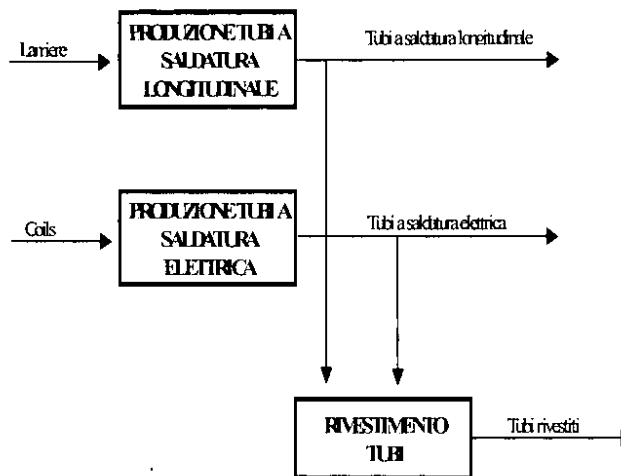 Lamiere
PRODUZIONE TUBI A
SALDATURA
LONGITUDINALE
Tubi a saldatura longitudinale
Coils
PRODUZIONE TUBI A
SALDATURA
ELETTRICA
Tubi a saldatura elettrica
RIVESTIMENTO
TUBI
Tubi rivestiti